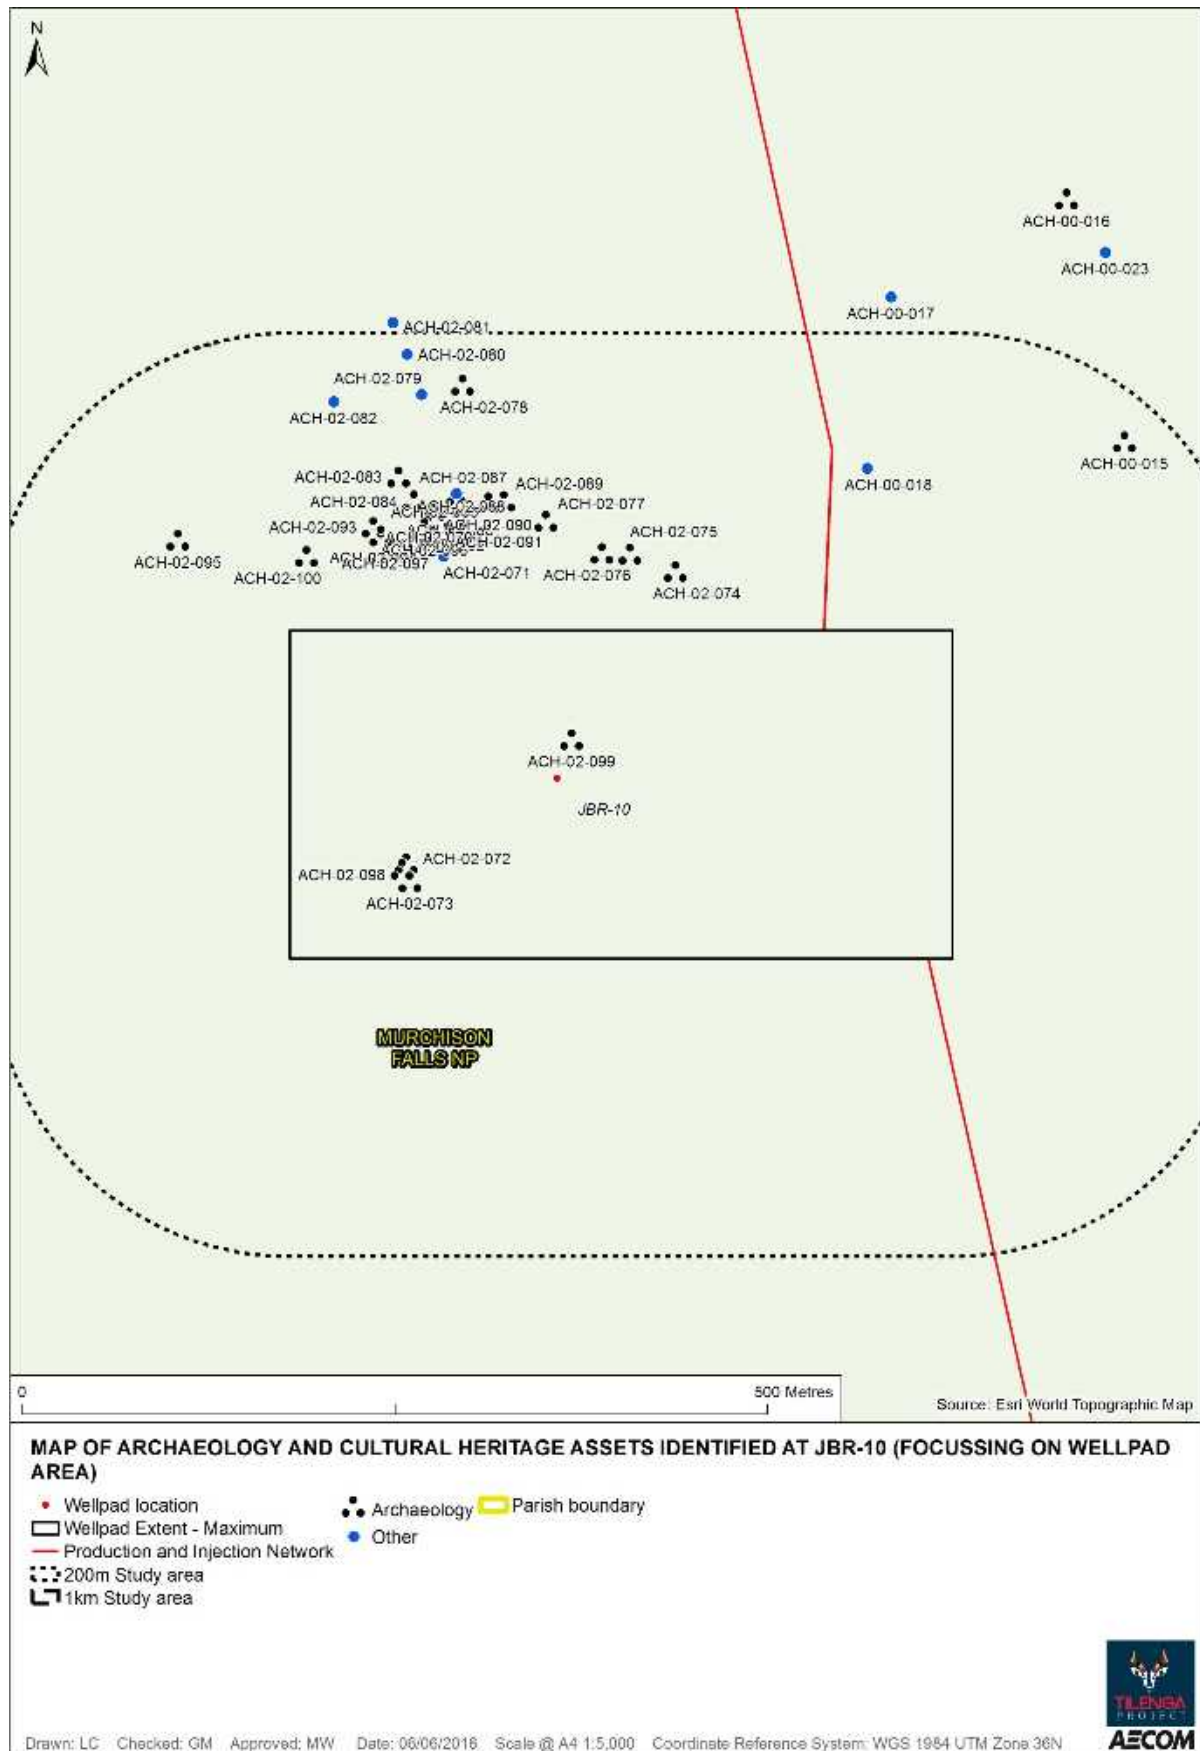 N
ACH-00-016
ACH-00-023
ACH-00-017
ACH-02-081
ACH-02-080
ACH-02-079
ACH-02-078
ACH-02-082
ACH-00-015
ACH-00-018
ACH-02-083
ACH-02-087
ACH-02-089
ACH-02-084
ACH-02-077
ACH-02-093
ACH-02-090
ACH-02-075
ACH-02-091
ACH-02-095
ACH-02-097
ACH-02-071
ACH-02-076
ACH-02-100
ACH-02-074
ACH-02-099
JBR-10
ACH-02-072
ACH-02-098
ACH-02-073
MURCHISON
FALLS NP
0
500 Metres
Source: Esri World Topographic Map
MAP OF ARCHAEOLOGY AND CULTURAL HERITAGE ASSETS IDENTIFIED AT JBR-10 (FOCUSSING ON WELLPAD
AREA)
Wellpad location
Archaeology
Parish boundary
Wellpad Extent - Maximum
Other
Production and Injection Network
200m Study area
1km Study area
TILENGA
PROJECT
AECOM
Drawn: LC Checked: GM Approved: MW Date: 06/06/2018 Scale @ A4 1:5,000 Coordinate Reference System: WGS 1984 UTM Zone 36N